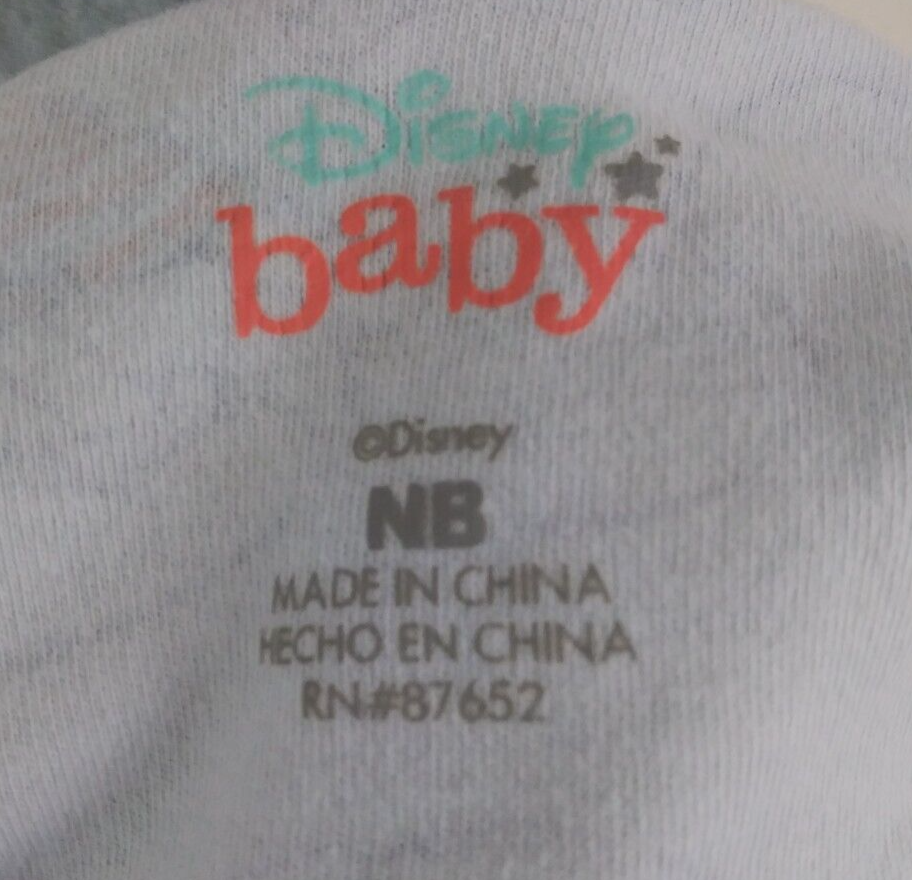 Disney
baby
©Disney
NB
MADE IN CHINA
HECHO EN CHINA
RN#87652